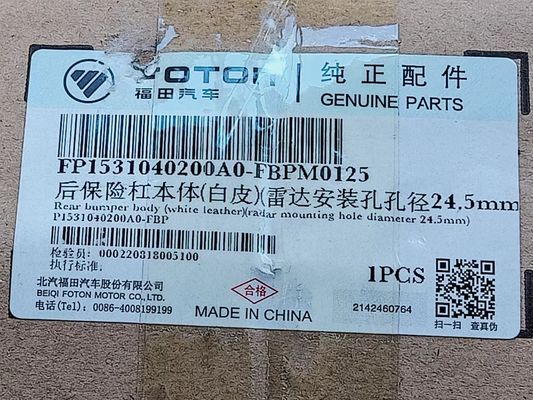 FOTON
福田汽车
纯正配件
GENUINE PARTS
FP1531040200A0-FBPM0125
后保险杠本体(白皮)(雷达安装孔孔径24.5mm
Rear bumper body (white leather)(radar mounting hole diameter 24.5mm)
P1531040200A0-FBP
检验员: 000220318005100
执行标准:
1PCS
北汽福田汽车股份有限公司
BEIQI FOTON MOTOR CO., LTD.
电话(Tel): 0086-4008199199
合格
MADE IN CHINA
2142460764
扫一扫 查真伪